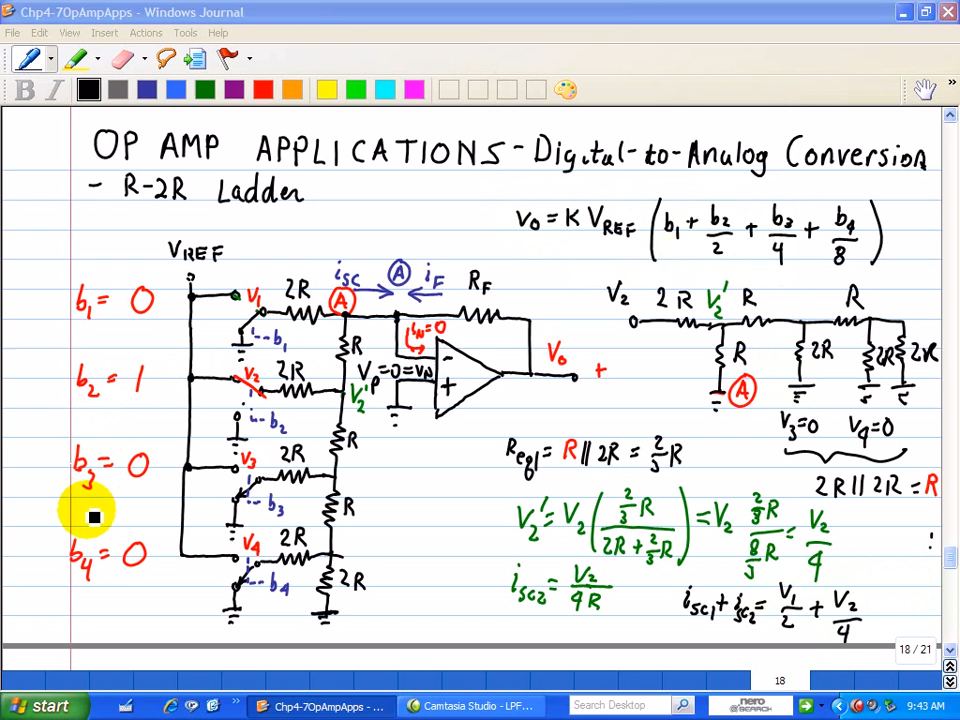 Chp4-7OpAmpApps - Windows Journal
File Edit View Insert Actions Tools Help
B I
OP AMP APPLICATIONS - Digital-to-Analog Conversion
- R-2R Ladder
V0 = K VREF (b1 + b2/2 + b3/4 + b4/8)
VREF
b1 = 0
V1
2R
iSC
A
A
iF
RF
b1
R
iN=0
VP=0=VN
-
+
V0
+
b2 = 1
V2
2R
V2'
b2
R
b3 = 0
V3
2R
b3
R
b4 = 0
V4
2R
b4
2R
V2 2R V2' R R
R 2R 2R 2R
A
V3=0 V4=0
2R || 2R = R
Req1 = R || 2R = 2/3 R
V2' = V2 (2/3 R / 2R + 2/3 R) = V2 2/3 R / 8/3 R = V2/4
iSC2 = V2/4R
iSC1 + iSC2 = V1/2 + V2/4
18 / 21
18
start
Chp4-7OpAmpApps - ...
Camtasia Studio - LPF...
Search Desktop
nero
@SEARCH
9:43 AM